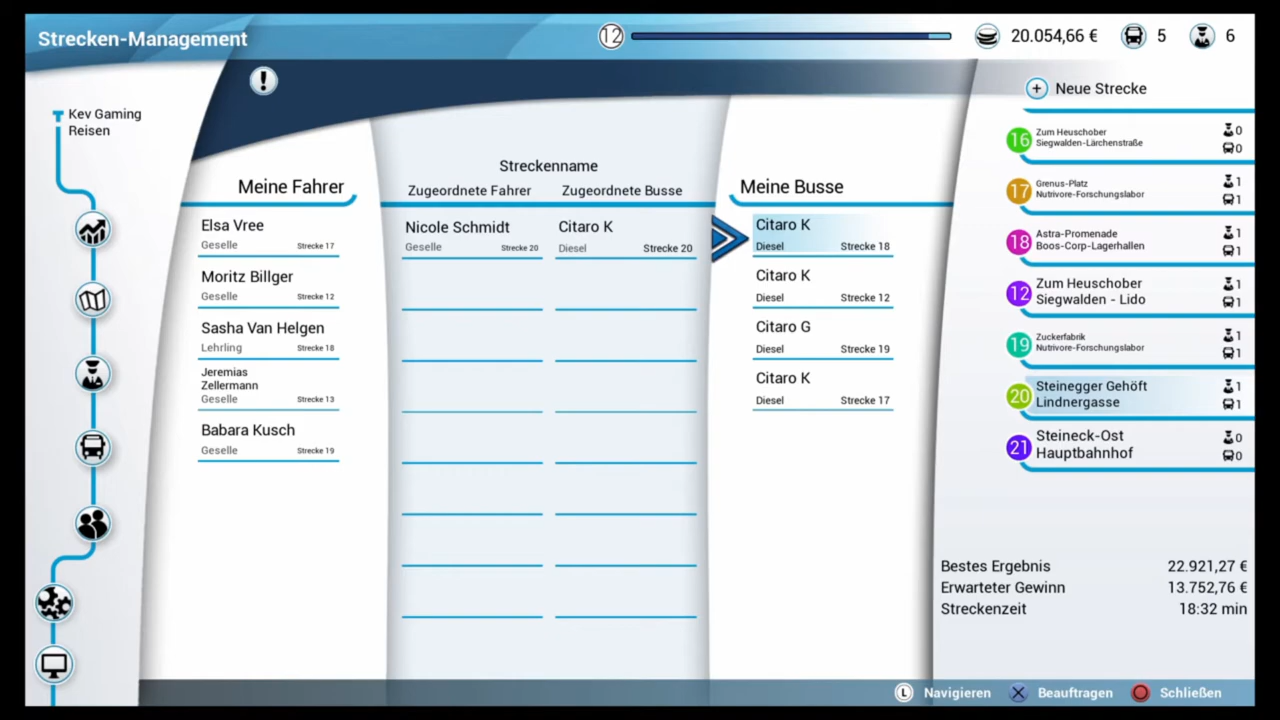 Strecken-Management
12
20.054,66 €
5
6
Kev Gaming
Reisen
!
Meine Fahrer
Elsa Vree
Geselle Strecke 17
Moritz Billger
Geselle Strecke 12
Sasha Van Helgen
Lehrling Strecke 18
Jeremias
Zellermann
Geselle Strecke 13
Babara Kusch
Geselle Strecke 19
Streckenname
Zugeordnete Fahrer Zugeordnete Busse
Nicole Schmidt
Geselle Strecke 20
Citaro K
Diesel Strecke 20
Meine Busse
Citaro K
Diesel Strecke 18
Citaro K
Diesel Strecke 12
Citaro G
Diesel Strecke 19
Citaro K
Diesel Strecke 17
+ Neue Strecke
16 Zum Heuschober 0
Siegwalden-Lärchenstraße 0
17 Grenus-Platz 1
Nutrivore-Forschungslabor 1
18 Astra-Promenade 1
Boos-Corp-Lagerhallen 1
12 Zum Heuschober 1
Siegwalden - Lido 1
19 Zuckerfabrik 1
Nutrivore-Forschungslabor 1
20 Steinegger Gehöft 1
Lindnergasse 1
21 Steineck-Ost 0
Hauptbahnhof 0
Bestes Ergebnis 22.921,27 €
Erwarteter Gewinn 13.752,76 €
Streckenzeit 18:32 min
L Navigieren Beauftragen Schließen